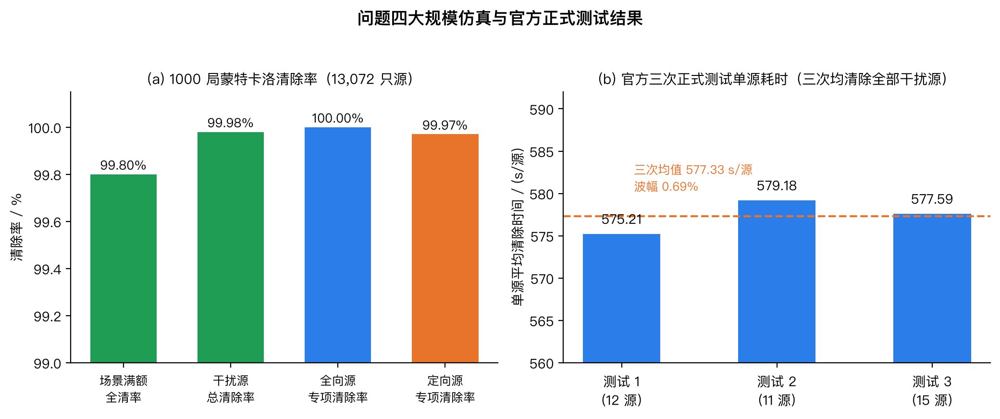 问题四大规模仿真与官方正式测试结果
(a) 1000 局蒙特卡洛清除率（13,072 只源）
清除率 / %
100.0
99.8
99.6
99.4
99.2
99.0
99.80%
99.98%
100.00%
99.97%
场景满额
全清率
干扰源
总清除率
全向源
专项清除率
定向源
专项清除率
(b) 官方三次正式测试单源耗时（三次均清除全部干扰源）
单源平均清除时间 / (s/源)
590
585
580
575
570
565
560
三次均值 577.33 s/源
波幅 0.69%
575.21
579.18
577.59
测试 1
(12 源)
测试 2
(11 源)
测试 3
(15 源)